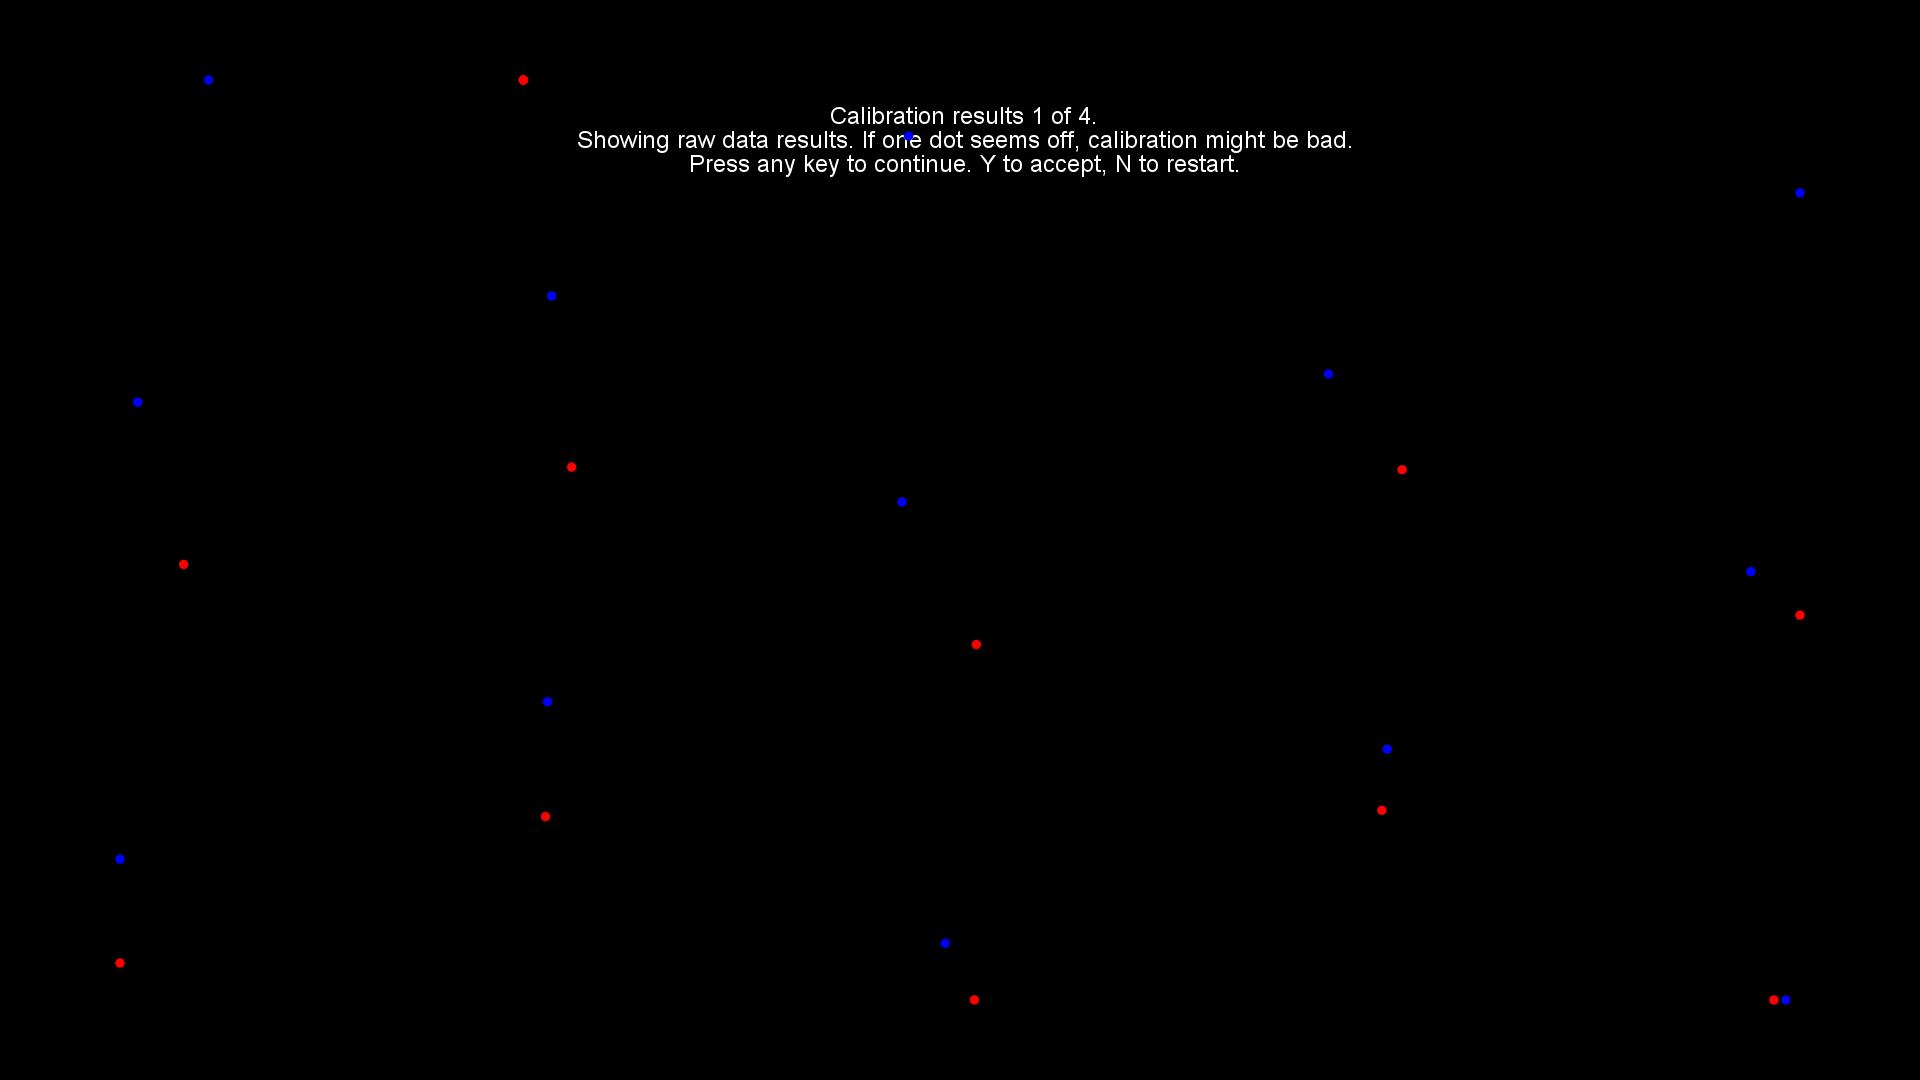 Calibration results 1 of 4.
Showing raw data results. If one dot seems off, calibration might be bad.
Press any key to continue. Y to accept, N to restart.